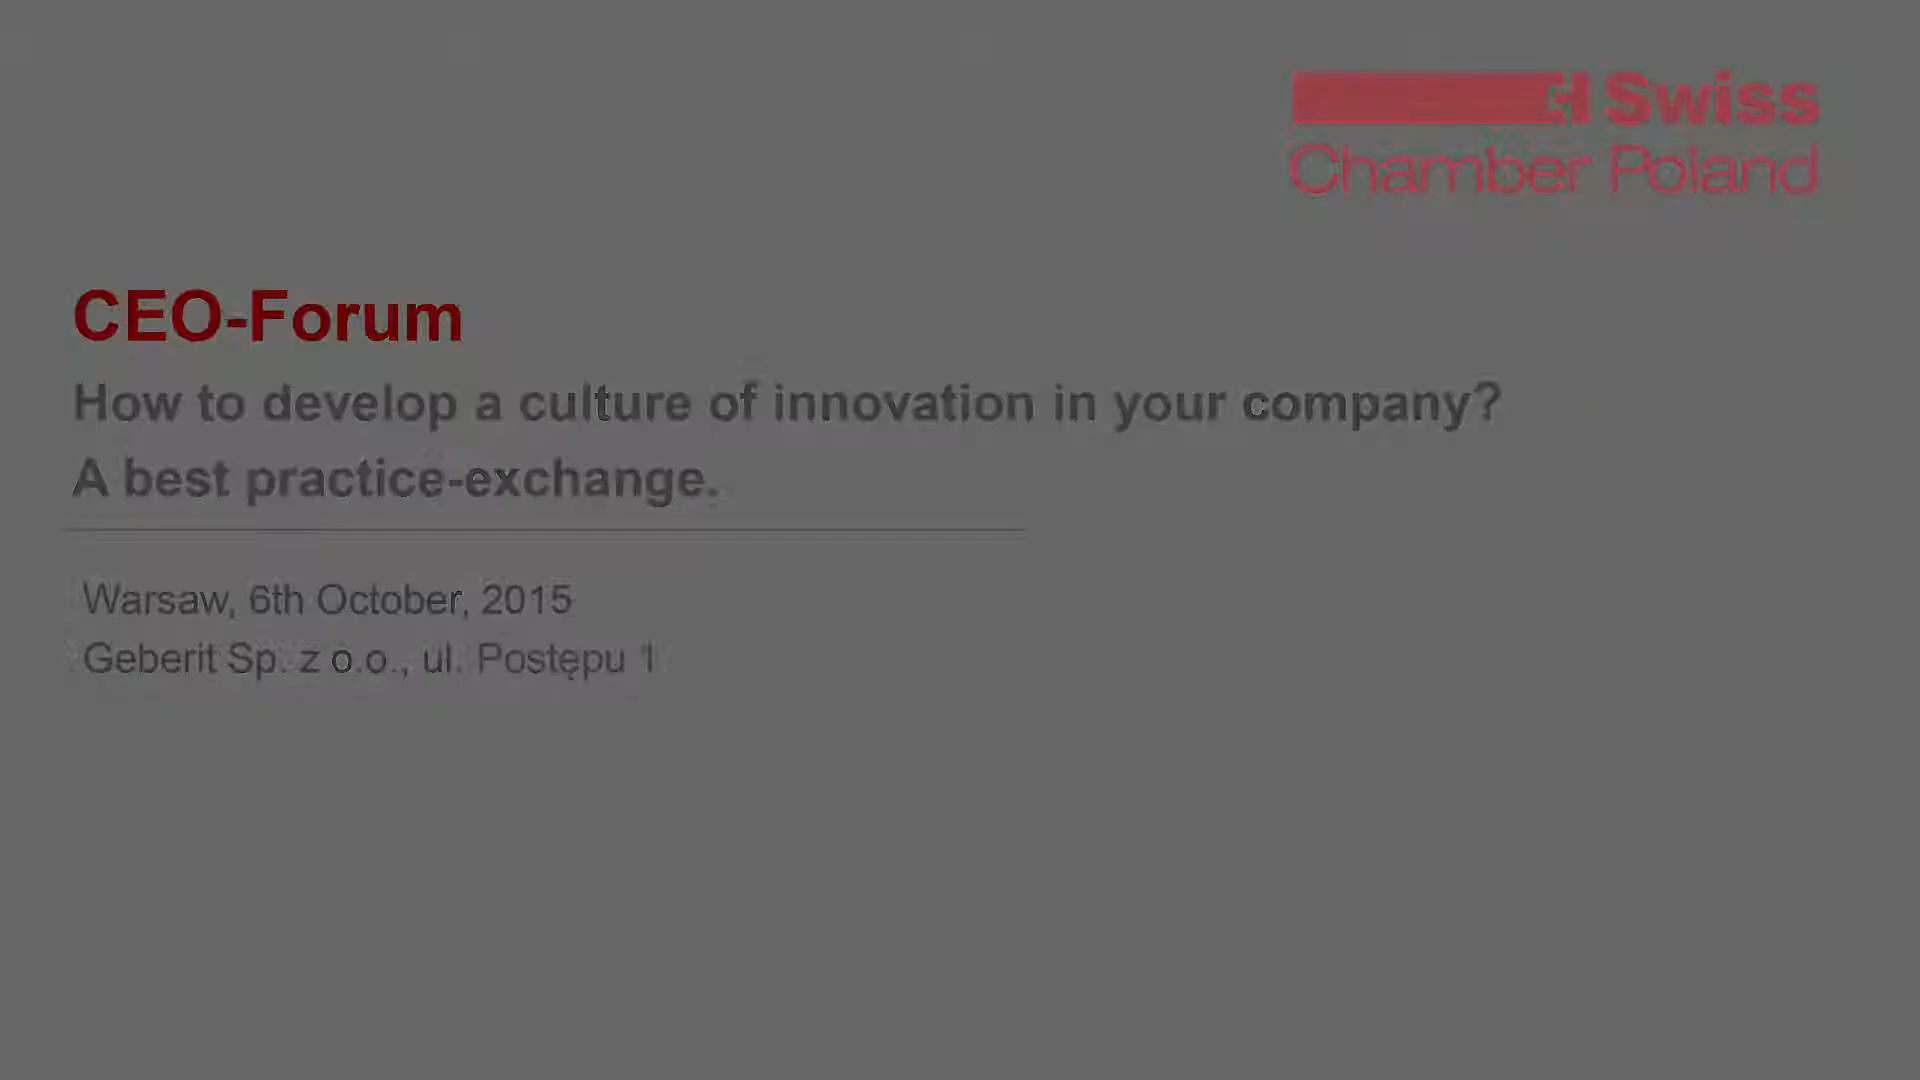 Swiss
Chamber Poland
CEO-Forum
How to develop a culture of innovation in your company?
A best practice-exchange.
Warsaw, 6th October, 2015
Geberit Sp. z o.o., ul. Postępu 1